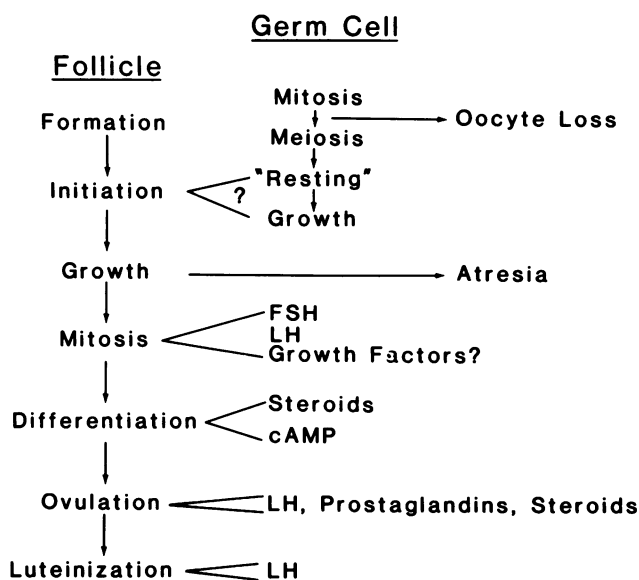 Germ Cell
Follicle
Mitosis
Formation
Oocyte Loss
Meiosis
"Resting"
Initiation
?
Growth
Growth
Atresia
FSH
Mitosis
LH
Growth Factors?
Steroids
Differentiation
cAMP
Ovulation
LH, Prostaglandins, Steroids
Luteinization
LH